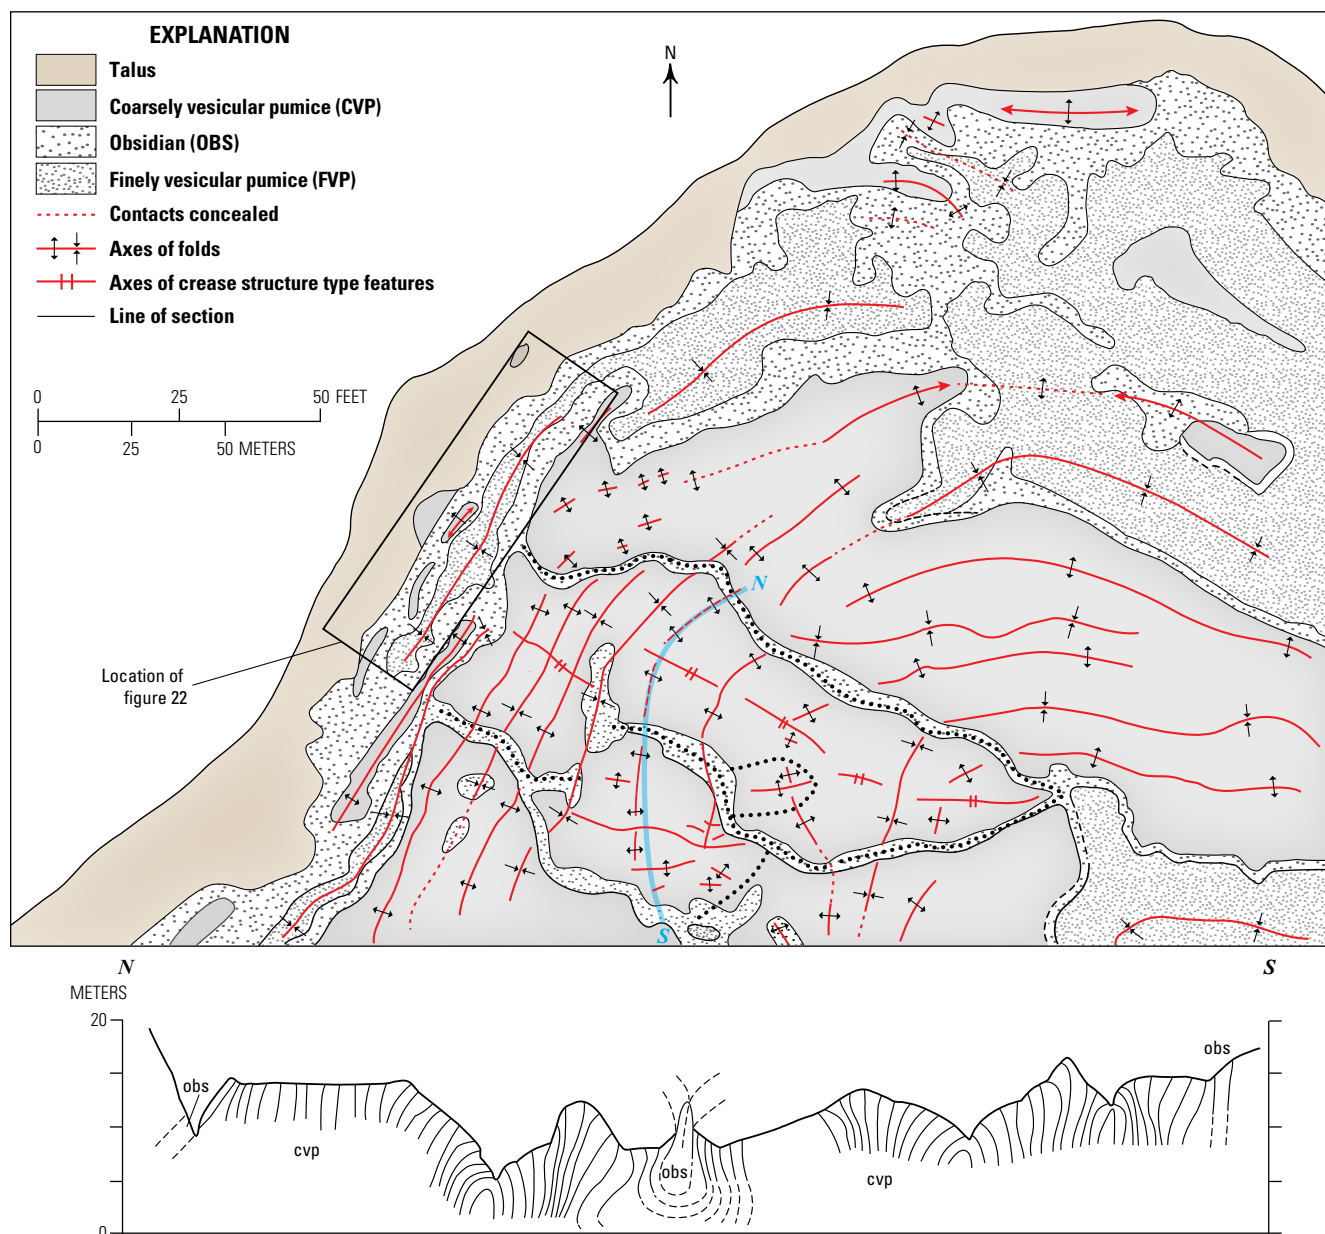 EXPLANATION
Talus
Coarsely vesicular pumice (CVP)
Obsidian (OBS)
Finely vesicular pumice (FVP)
Contacts concealed
Axes of folds
Axes of crease structure type features
Line of section
N
0 25 50 FEET
0 25 50 METERS
N
Location of
figure 22
S
N S
METERS
20
obs
obs
cvp
obs
cvp
0